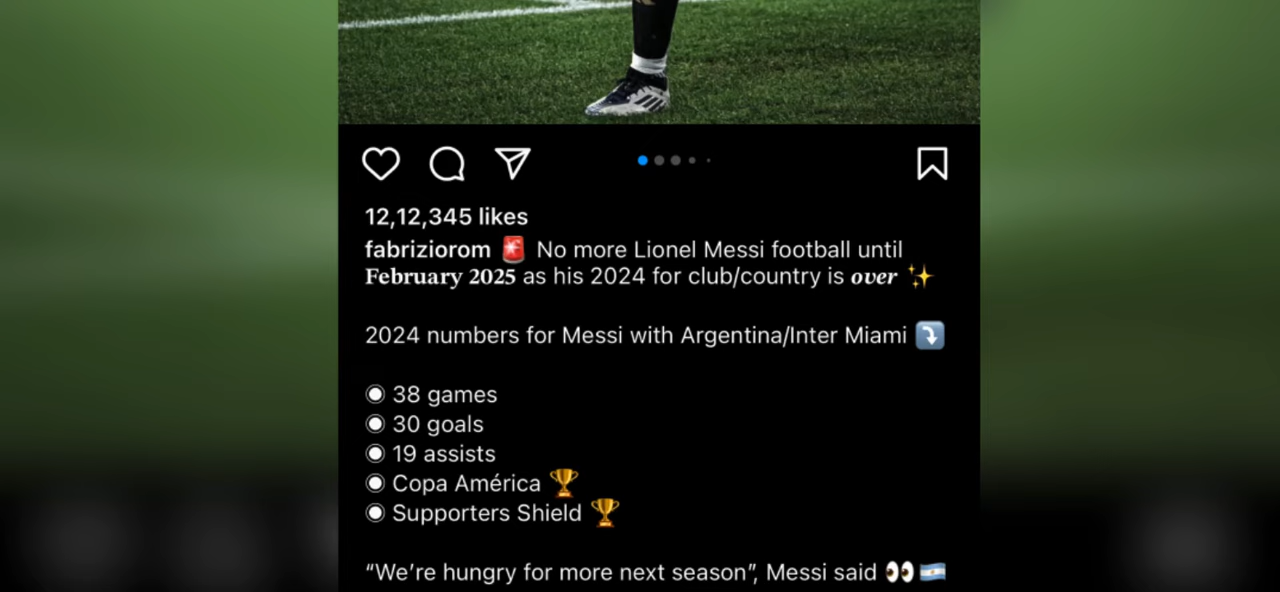 12,12,345 likes
fabriziorom 🚨 No more Lionel Messi football until
February 2025 as his 2024 for club/country is over ✨
2024 numbers for Messi with Argentina/Inter Miami ⤵️
◉ 38 games
◉ 30 goals
◉ 19 assists
◉ Copa América 🏆
◉ Supporters Shield 🏆
“We’re hungry for more next season”, Messi said 👀🇦🇷